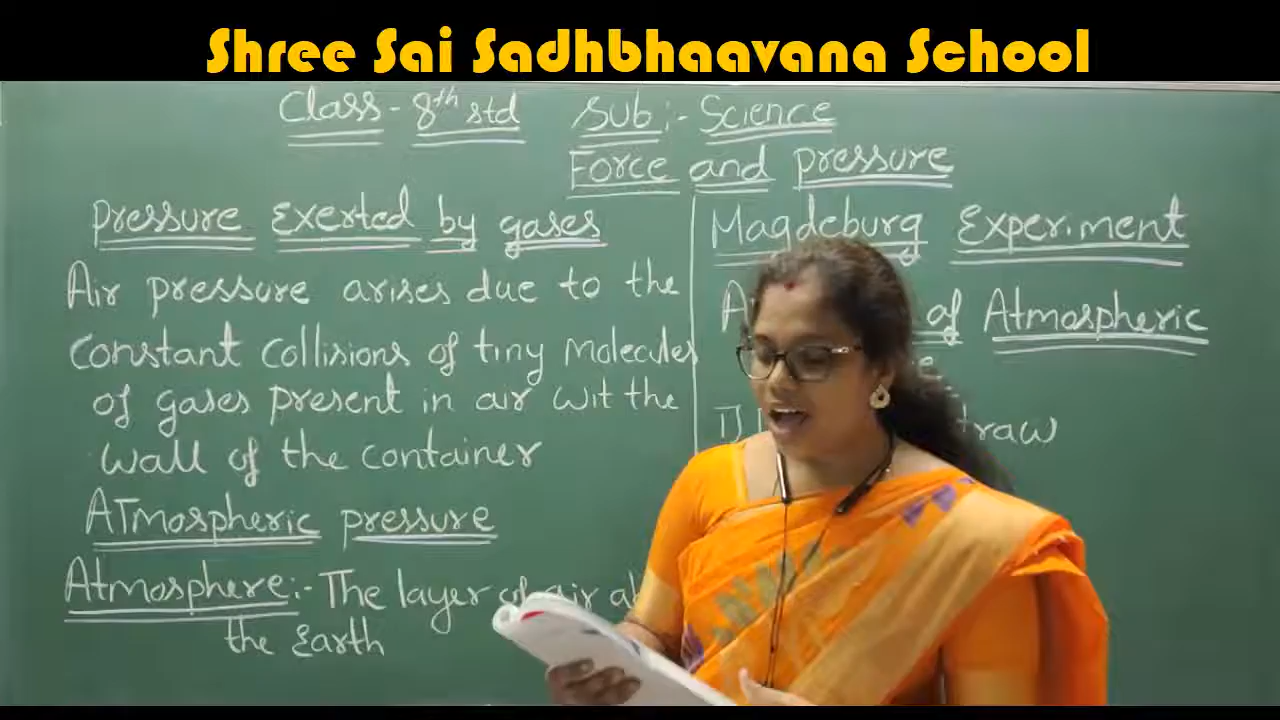 Shree Sai Sadhbhaavana School
Class - 8th std Sub :- Science
Force and pressure
Pressure Exerted by gases
Air pressure arises due to the
Constant collisions of tiny molecules
of gases present in air wit the
wall of the container
Atmospheric pressure
Atmosphere :- The layer of air
the Earth
Magdeburg Experiment
of Atmospheric